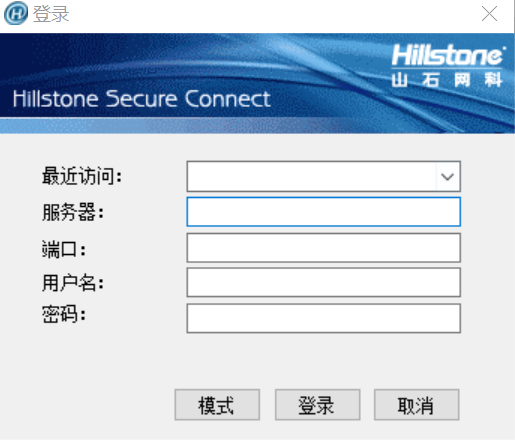 登录
Hillstone
山石网科
Hillstone Secure Connect
最近访问:
服务器:
端口:
用户名:
密码:
模式 登录 取消